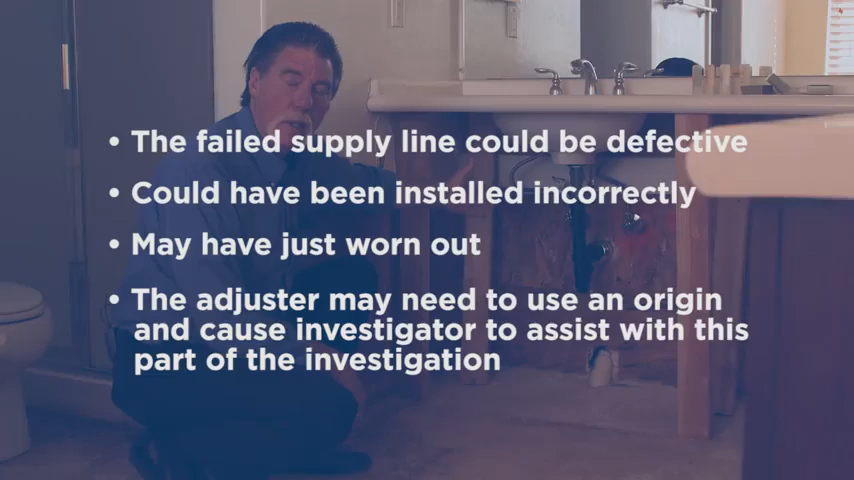 • The failed supply line could be defective
• Could have been installed incorrectly
• May have just worn out
• The adjuster may need to use an origin
and cause investigator to assist with this
part of the investigation